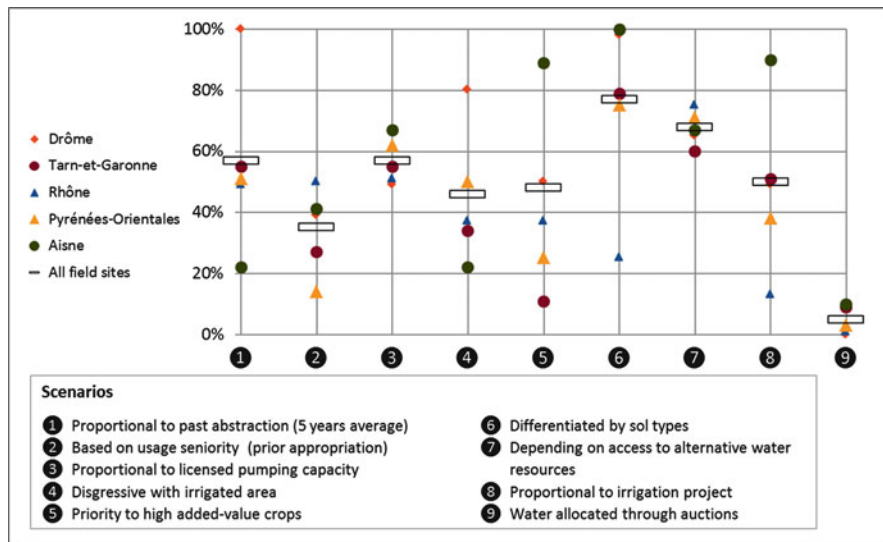 100%
80%
60%
40%
20%
0%
Drôme
Tarn-et-Garonne
Rhône
Pyrénées-Orientales
Aisne
All field sites
1 2 3 4 5 6 7 8 9
Scenarios
1 Proportional to past abstraction (5 years average)
2 Based on usage seniority (prior appropriation)
3 Proportional to licensed pumping capacity
4 Disgressive with irrigated area
5 Priority to high added-value crops
6 Differentiated by sol types
7 Depending on access to alternative water
resources
8 Proportional to irrigation project
9 Water allocated through auctions